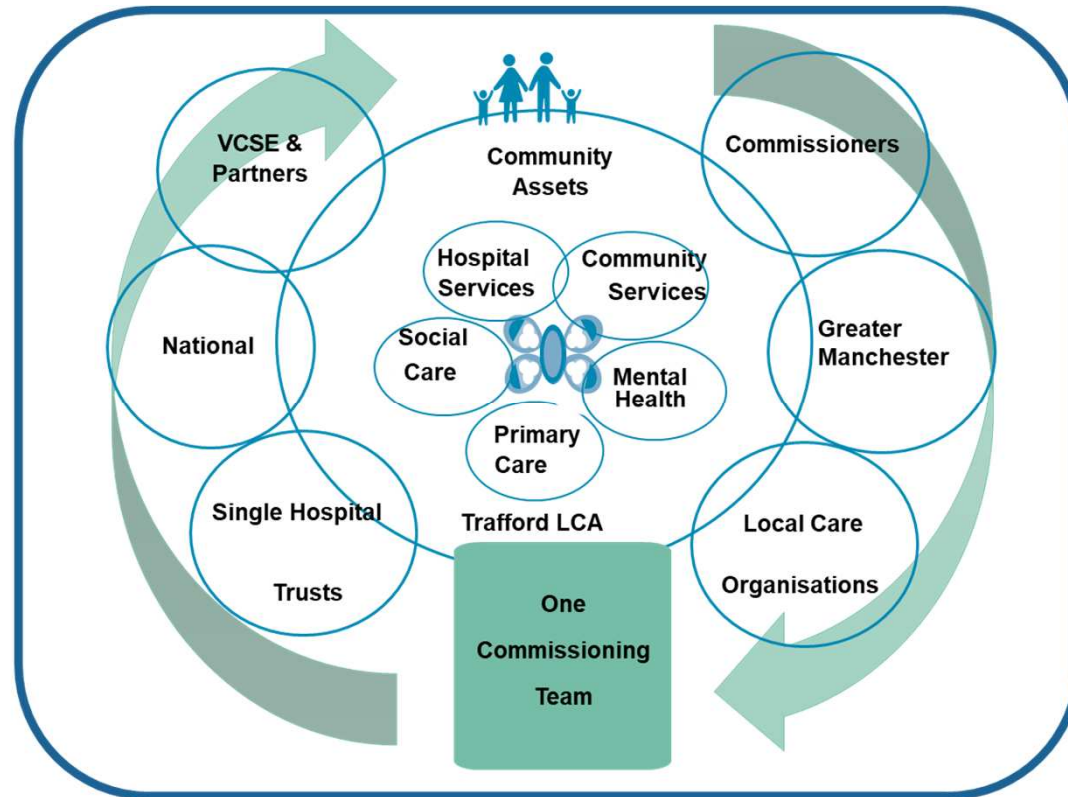 VCSE &
Partners
Community
Assets
Commissioners
Hospital
Services
Community
Services
National
Social
Care
Mental
Health
Greater
Manchester
Primary
Care
Single Hospital
Trusts
Trafford LCA
Local Care
Organisations
One
Commissioning
Team